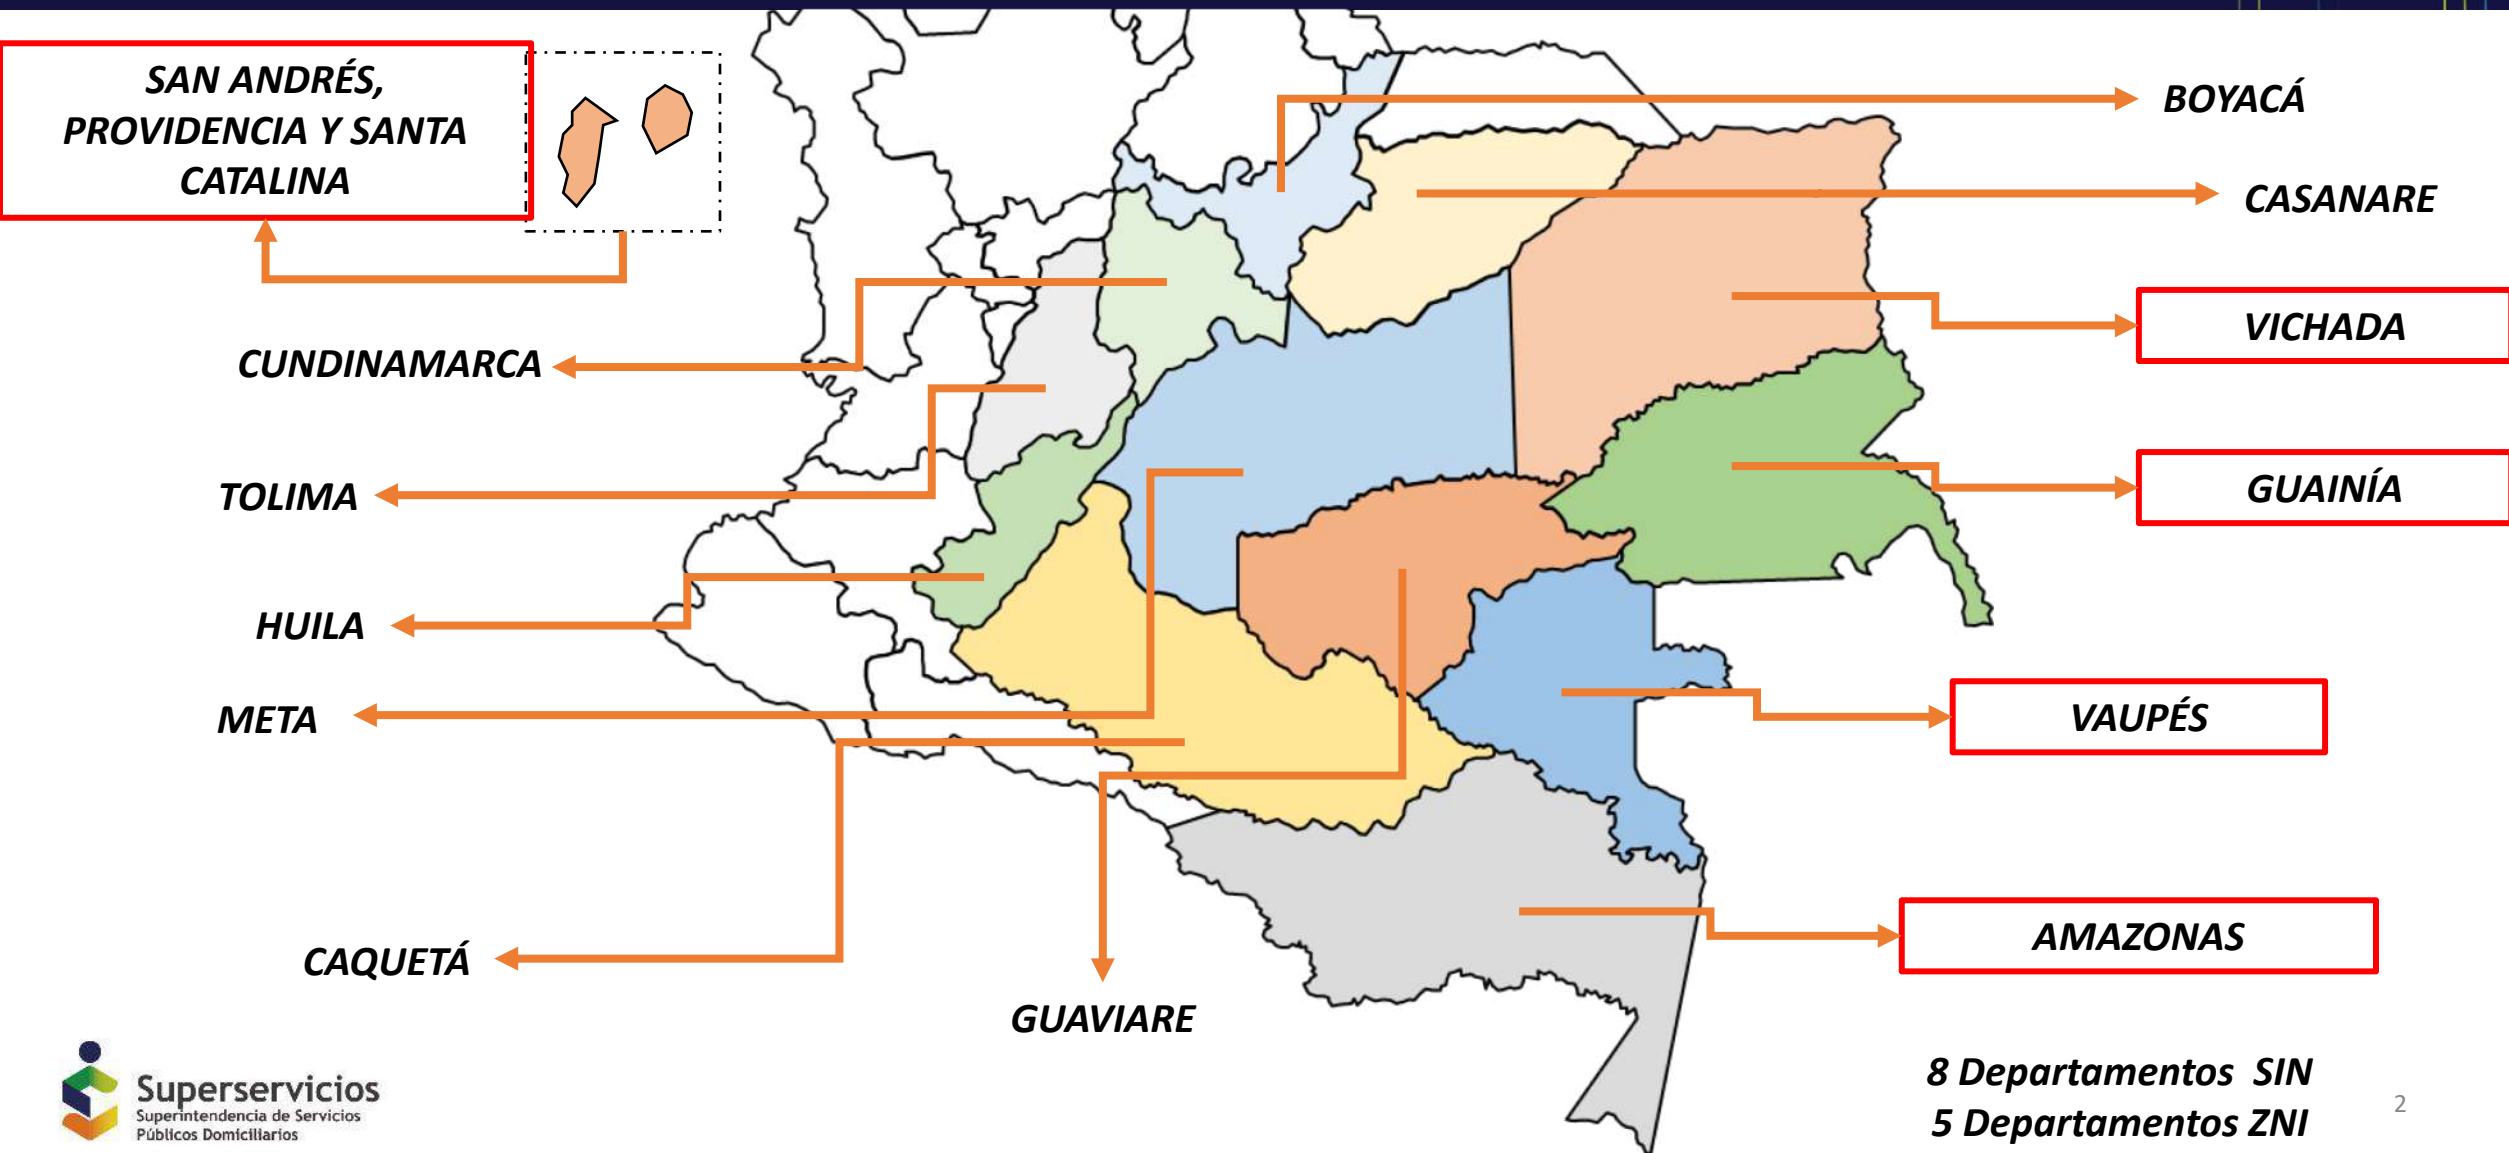 SAN ANDRÉS,
PROVIDENCIA Y SANTA
CATALINA
BOYACÁ
CASANARE
VICHADA
CUNDINAMARCA
GUAINÍA
TOLIMA
HUILA
META
VAUPÉS
CAQUETÁ
AMAZONAS
GUAVIARE
Superservicios
Superintendencia de Servicios
Públicos Domiciliarios
8 Departamentos SIN
5 Departamentos ZNI
2